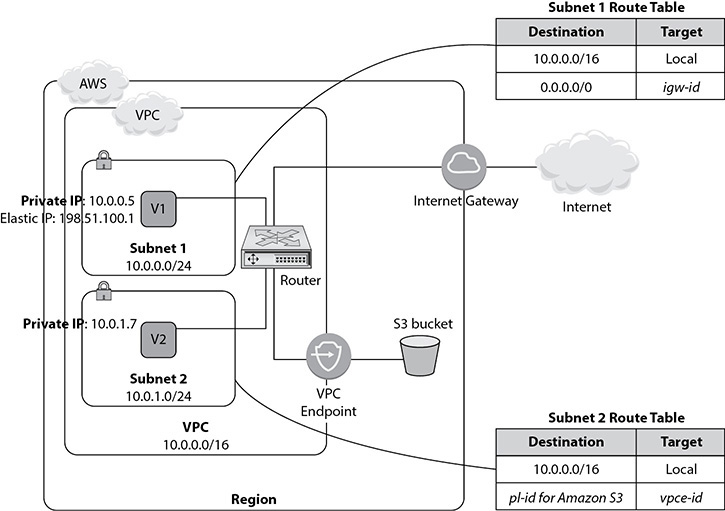 Subnet 1 Route Table
Destination Target
10.0.0.0/16 Local
0.0.0.0/0 igw-id
AWS
VPC
Private IP: 10.0.0.5
Elastic IP: 198.51.100.1
V1
Subnet 1
10.0.0.0/24
Internet Gateway
Internet
Router
Private IP: 10.0.1.7
V2
Subnet 2
10.0.1.0/24
S3 bucket
VPC
Endpoint
VPC
10.0.0.0/16
Region
Subnet 2 Route Table
Destination Target
10.0.0.0/16 Local
pl-id for Amazon S3 vpce-id